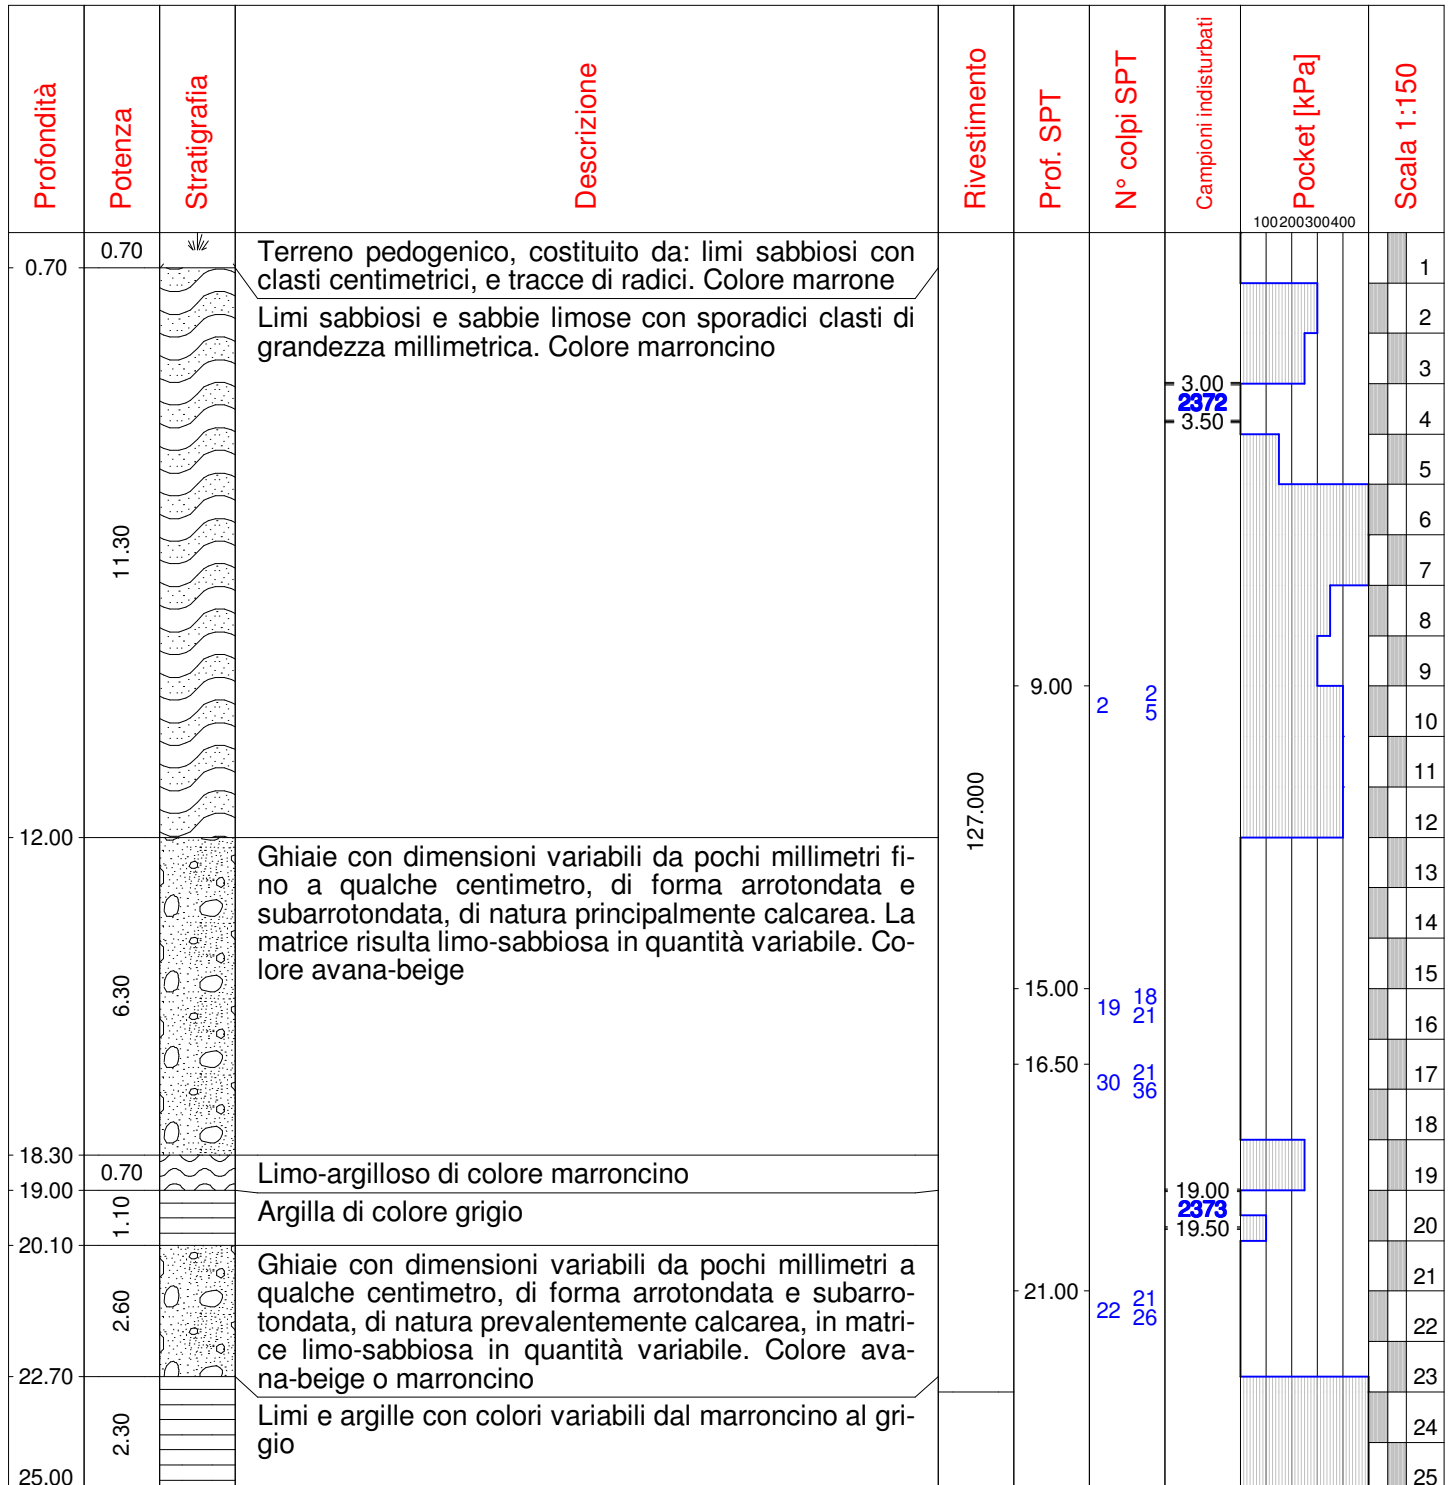 Profondità
Potenza
Stratigrafia
Descrizione
Rivestimento
Prof. SPT
N° colpi SPT
Campioni indisturbati
Pocket [kPa]
Scala 1:150
100 200 300 400
0.70
0.70
Terreno pedogenico, costituito da: limi sabbiosi con
clasti centimetrici, e tracce di radici. Colore marrone
11.30
Limi sabbiosi e sabbie limose con sporadici clasti di
grandezza millimetrica. Colore marroncino
12.00
6.30
Ghiaie con dimensioni variabili da pochi millimetri fi-
no a qualche centimetro, di forma arrotondata e
subarrotondata, di natura principalmente calcarea. La
matrice risulta limo-sabbiosa in quantità variabile. Co-
lore avana-beige
18.30
0.70
Limo-argilloso di colore marroncino
19.00
1.10
Argilla di colore grigio
20.10
2.60
Ghiaie con dimensioni variabili da pochi millimetri a
qualche centimetro, di forma arrotondata e subarro-
tondata, di natura prevalentemente calcarea, in matri-
ce limo-sabbiosa in quantità variabile. Colore ava-
na-beige o marroncino
22.70
2.30
Limi e argille con colori variabili dal marroncino al gri-
gio
25.00
127.000
9.00
2 2
5
15.00
19 18
21
16.50
30 21
36
21.00
22 21
26
3.00
2372
3.50
19.00
2373
19.50
1
2
3
4
5
6
7
8
9
10
11
12
13
14
15
16
17
18
19
20
21
22
23
24
25